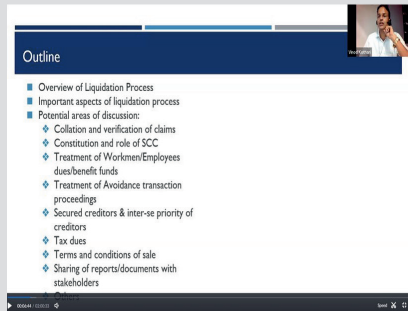 Outline
Overview of Liquidation Process
Important aspects of liquidation process
Potential areas of discussion:
Collation and verification of claims
Constitution and role of SCC
Treatment of Workmen/Employees
dues/benefit funds
Treatment of Avoidance transaction
proceedings
Secured creditors & inter-se priority of
creditors
Tax dues
Terms and conditions of sale
Sharing of reports/documents with
stakeholders
Others
Speed